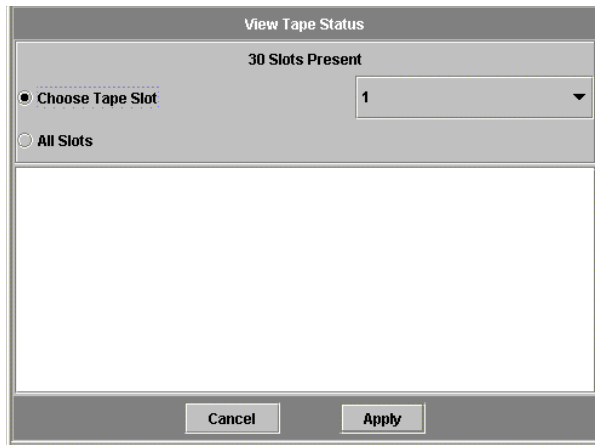 View Tape Status
30 Slots Present
Choose Tape Slot 1
All Slots
Cancel Apply